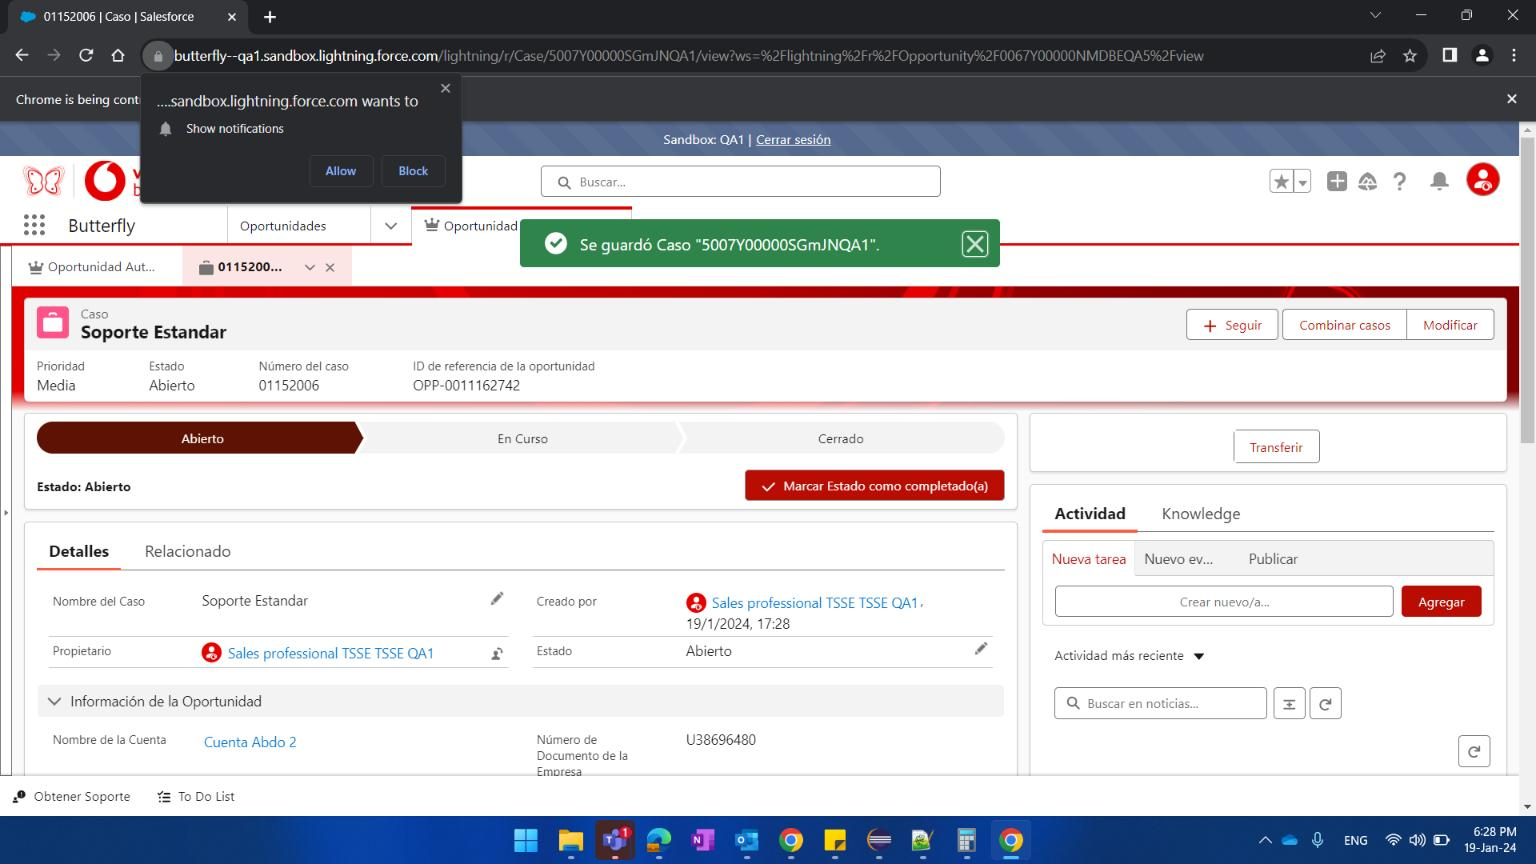 01152006 | Caso | Salesforce
butterfly--qa1.sandbox.lightning.force.com/lightning/r/Case/5007Y00000SGmJNQA1/view?ws=%2Flightning%2Fr%2FOpportunity%2F0067Y00000NMDBEQA5%2Fview
Chrome is being cont
....sandbox.lightning.force.com wants to
Show notifications
Allow
Block
Sandbox: QA1 | Cerrar sesión
Buscar...
Butterfly
Oportunidades
Oportunidad
Se guardó Caso "5007Y00000SGmJNQA1".
Oportunidad Aut...
0115200...
Caso
Soporte Estandar
Seguir
Combinar casos
Modificar
Prioridad
Estado
Número del caso
ID de referencia de la oportunidad
Media
Abierto
01152006
OPP-0011162742
Abierto
En Curso
Cerrado
Transferir
Estado: Abierto
Marcar Estado como completado(a)
Actividad
Knowledge
Detalles
Relacionado
Nueva tarea
Nuevo ev...
Publicar
Crear nuevo/a...
Agregar
Nombre del Caso
Soporte Estandar
Creado por
Sales professional TSSE TSSE QA1,
19/1/2024, 17:28
Propietario
Sales professional TSSE TSSE QA1
Estado
Abierto
Actividad más reciente
Buscar en noticias...
Información de la Oportunidad
Nombre de la Cuenta
Cuenta Abdo 2
Número de
Documento de la
Empresa
U38696480
Obtener Soporte
To Do List
1
ENG
6:28 PM
19-Jan-24